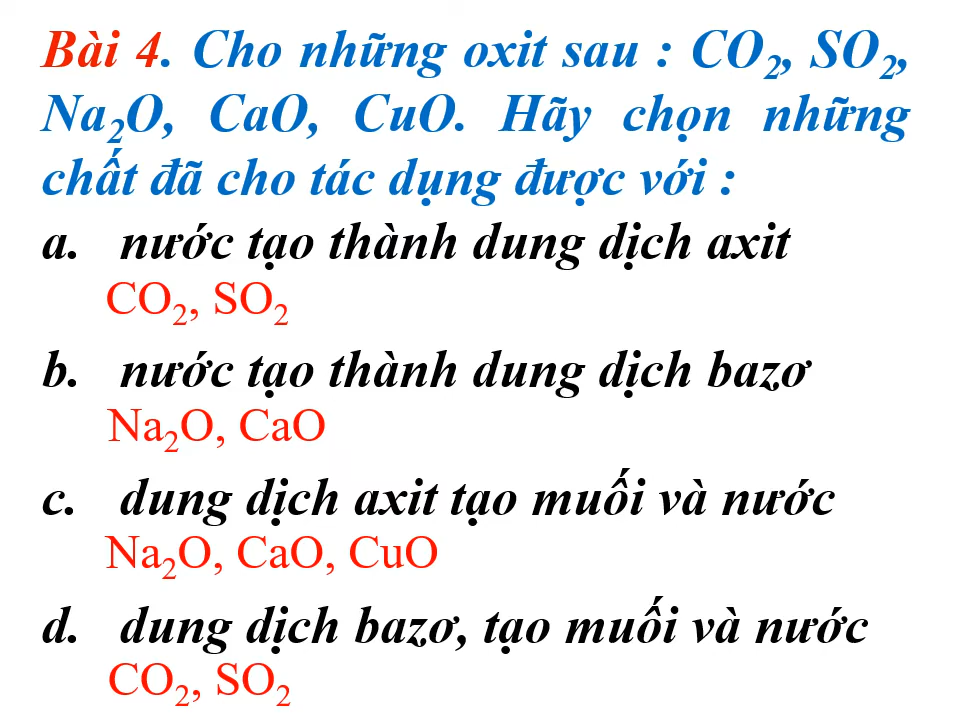 Bài 4. Cho những oxit sau : CO₂, SO₂,
Na₂O, CaO, CuO. Hãy chọn những
chất đã cho tác dụng được với :
a. nước tạo thành dung dịch axit
CO₂, SO₂
b. nước tạo thành dung dịch bazơ
Na₂O, CaO
c. dung dịch axit tạo muối và nước
Na₂O, CaO, CuO
d. dung dịch bazơ, tạo muối và nước
CO₂, SO₂